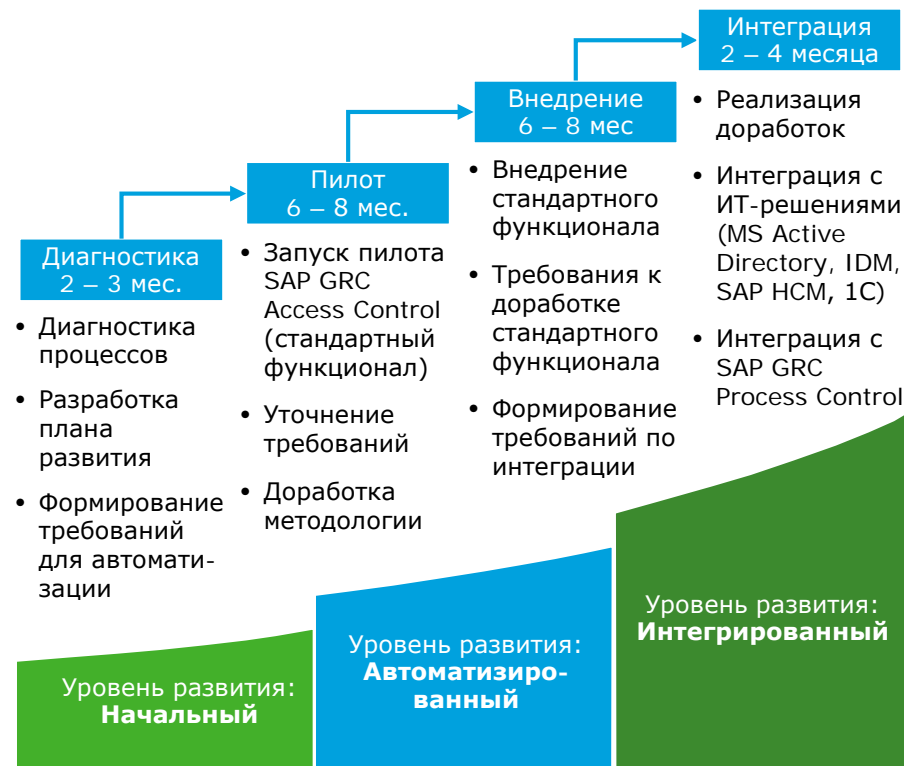 Диагностика
2 – 3 мес.
• Диагностика
процессов
• Разработка
плана
развития
• Формирование
требований
для автомати-
зации
Пилот
6 – 8 мес.
• Запуск пилота
SAP GRC
Access Control
(стандартный
функционал)
• Уточнение
требований
• Доработка
методологии
Внедрение
6 – 8 мес
• Внедрение
стандартного
функционала
• Требования к
доработке
стандартного
функционала
• Формирование
требований по
интеграции
Интеграция
2 – 4 месяца
• Реализация
доработок
• Интеграция с
ИТ-решениями
(MS Active
Directory, IDM,
SAP HCM, 1С)
• Интеграция с
SAP GRC
Process Control
Уровень развития:
Начальный
Уровень развития:
Автоматизиро-
ванный
Уровень развития:
Интегрированный